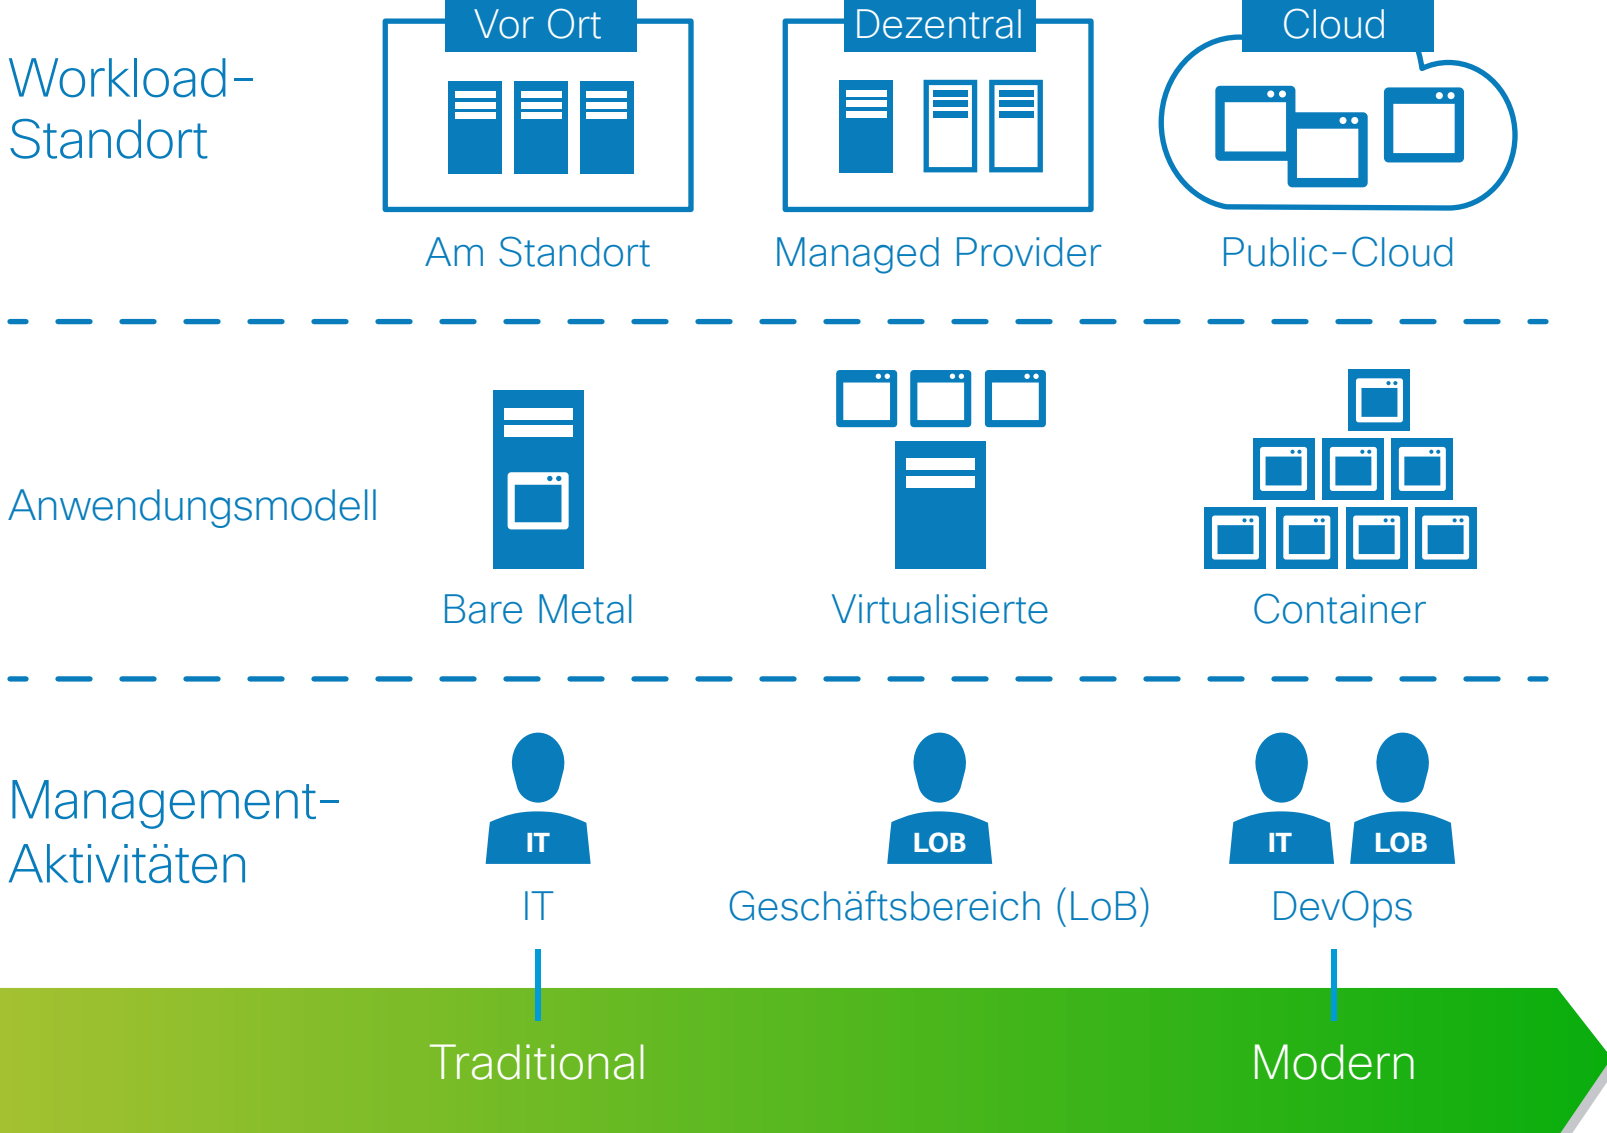 Vor Ort
Dezentral
Cloud
Workload-
Standort
Am Standort
Managed Provider
Public-Cloud
Anwendungsmodell
Bare Metal
Virtualisierte
Container
Management-
Aktivitäten
IT
LOB
IT
LOB
IT
Geschäftsbereich (LoB)
DevOps
Traditional
Modern